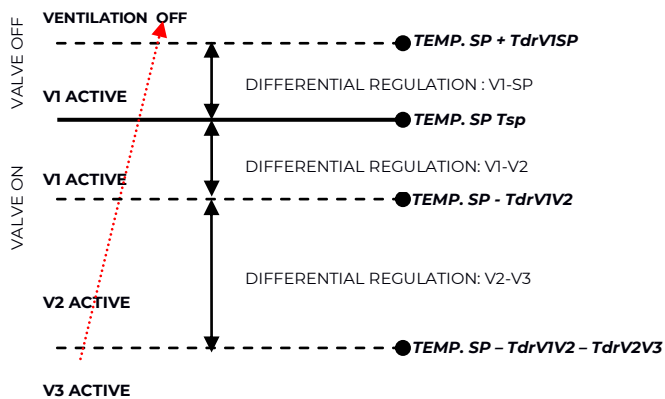 VENTILATION OFF
TEMP. SP + TdrV1SP
VALVE OFF
DIFFERENTIAL REGULATION : V1-SP
V1 ACTIVE
TEMP. SP Tsp
DIFFERENTIAL REGULATION: V1-V2
V1 ACTIVE
VALVE ON
TEMP. SP - TdrV1V2
DIFFERENTIAL REGULATION: V2-V3
V2 ACTIVE
TEMP. SP – TdrV1V2 – TdrV2V3
V3 ACTIVE